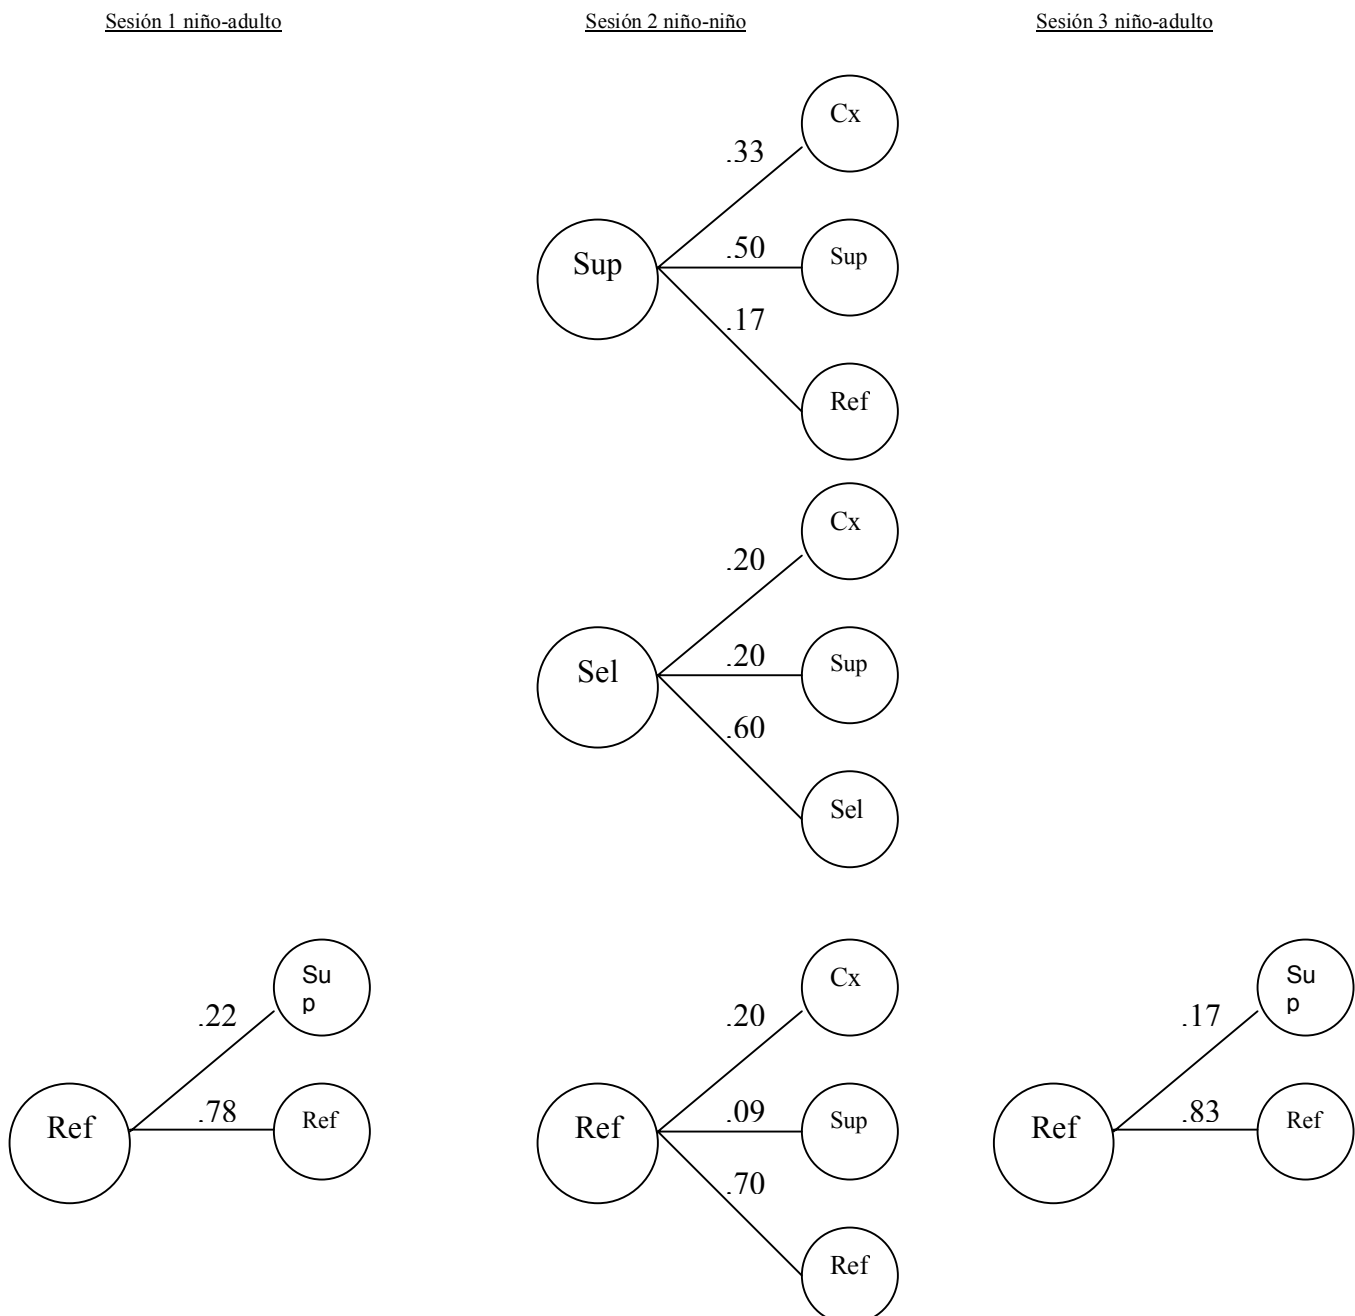 Sesión 1 niño-adulto
Sesión 2 niño-niño
Sesión 3 niño-adulto
Cx
.33
Sup
.50
Sup
.17
Ref
Cx
.20
Sel
.20
Sup
.60
Sel
Su
p
.22
Ref
.78
Ref
Cx
.20
Ref
.09
Sup
.70
Ref
Su
p
.17
Ref
.83
Ref